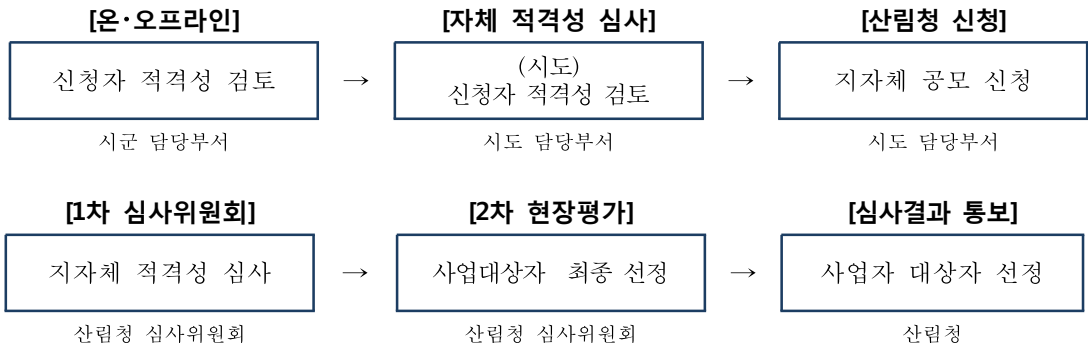 [온·오프라인]
신청자 적격성 검토
시군 담당부서
→
[자체 적격성 심사]
(시도)
신청자 적격성 검토
시도 담당부서
→
[산림청 신청]
지자체 공모 신청
시도 담당부서
[1차 심사위원회]
지자체 적격성 심사
산림청 심사위원회
→
[2차 현장평가]
사업대상자 최종 선정
산림청 심사위원회
→
[심사결과 통보]
사업자 대상자 선정
산림청